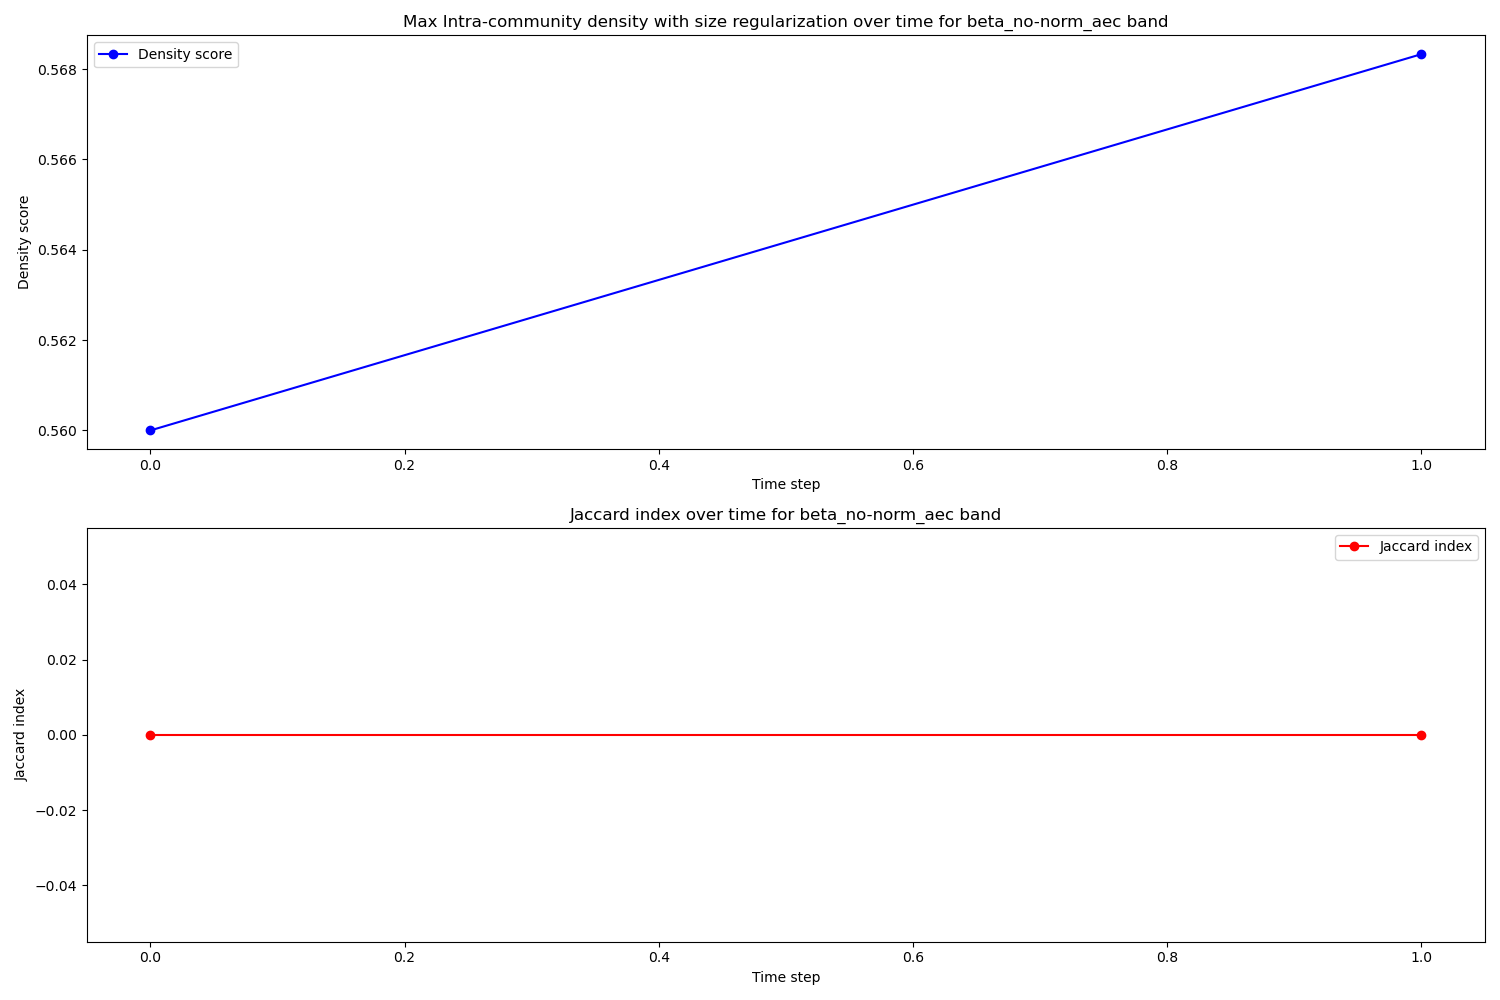 Max Intra-community density with size regularization over time for beta_no-norm_aec band
Density score
0.568
0.566
0.564
0.562
0.560
Density score
0.0 0.2 0.4 0.6 0.8 1.0
Time step
Jaccard index over time for beta_no-norm_aec band
Jaccard index
0.04
0.02
0.00
−0.02
−0.04
Jaccard index
0.0 0.2 0.4 0.6 0.8 1.0
Time step